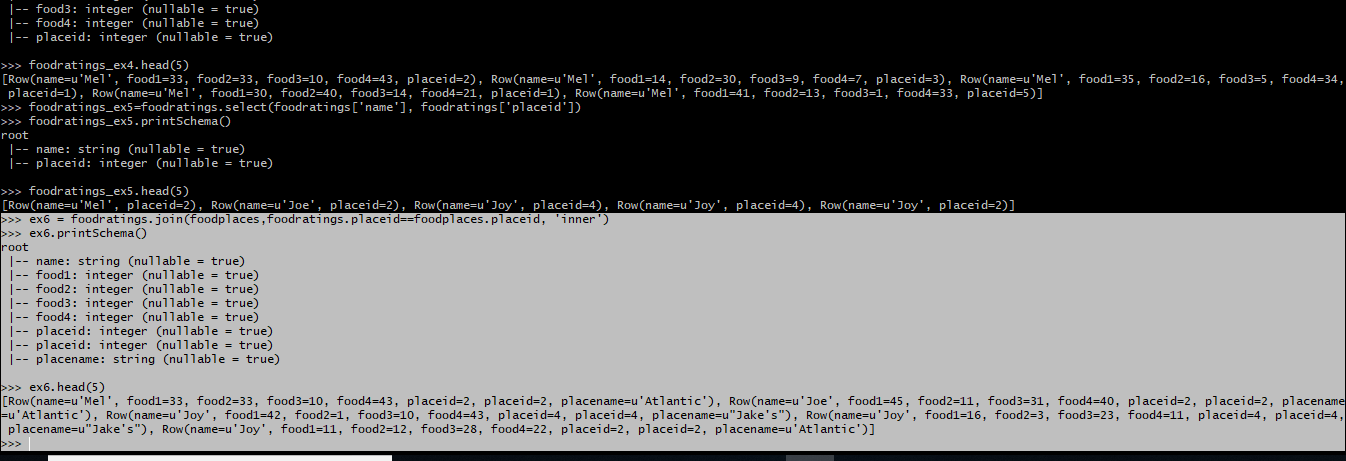 |-- food3: integer (nullable = true)
|-- food4: integer (nullable = true)
|-- placeid: integer (nullable = true)
>>> foodratings_ex4.head(5)
[Row(name=u'Mel', food1=33, food2=33, food3=10, food4=43, placeid=2), Row(name=u'Mel', food1=14, food2=30, food3=9, food4=7, placeid=3), Row(name=u'Mel', food1=35, food2=16, food3=5, food4=34,
placeid=1), Row(name=u'Mel', food1=30, food2=40, food3=14, food4=21, placeid=1), Row(name=u'Mel', food1=41, food2=13, food3=1, food4=33, placeid=5)]
>>> foodratings_ex5=foodratings.select(foodratings['name'], foodratings['placeid'])
>>> foodratings_ex5.printSchema()
root
|-- name: string (nullable = true)
|-- placeid: integer (nullable = true)
>>> foodratings_ex5.head(5)
[Row(name=u'Mel', placeid=2), Row(name=u'Joe', placeid=2), Row(name=u'Joy', placeid=4), Row(name=u'Joy', placeid=4), Row(name=u'Joy', placeid=2)]
>>> ex6 = foodratings.join(foodplaces,foodratings.placeid==foodplaces.placeid, 'inner')
>>> ex6.printSchema()
root
|-- name: string (nullable = true)
|-- food1: integer (nullable = true)
|-- food2: integer (nullable = true)
|-- food3: integer (nullable = true)
|-- food4: integer (nullable = true)
|-- placeid: integer (nullable = true)
|-- placeid: integer (nullable = true)
|-- placename: string (nullable = true)
>>> ex6.head(5)
[Row(name=u'Mel', food1=33, food2=33, food3=10, food4=43, placeid=2, placeid=2, placename=u'Atlantic'), Row(name=u'Joe', food1=45, food2=11, food3=31, food4=40, placeid=2, placeid=2, placename
=u'Atlantic'), Row(name=u'Joy', food1=42, food2=1, food3=10, food4=43, placeid=4, placeid=4, placename=u"Jake's"), Row(name=u'Joy', food1=16, food2=3, food3=23, food4=11, placeid=4, placeid=4,
placename=u"Jake's"), Row(name=u'Joy', food1=11, food2=12, food3=28, food4=22, placeid=2, placeid=2, placename=u'Atlantic')]
>>>